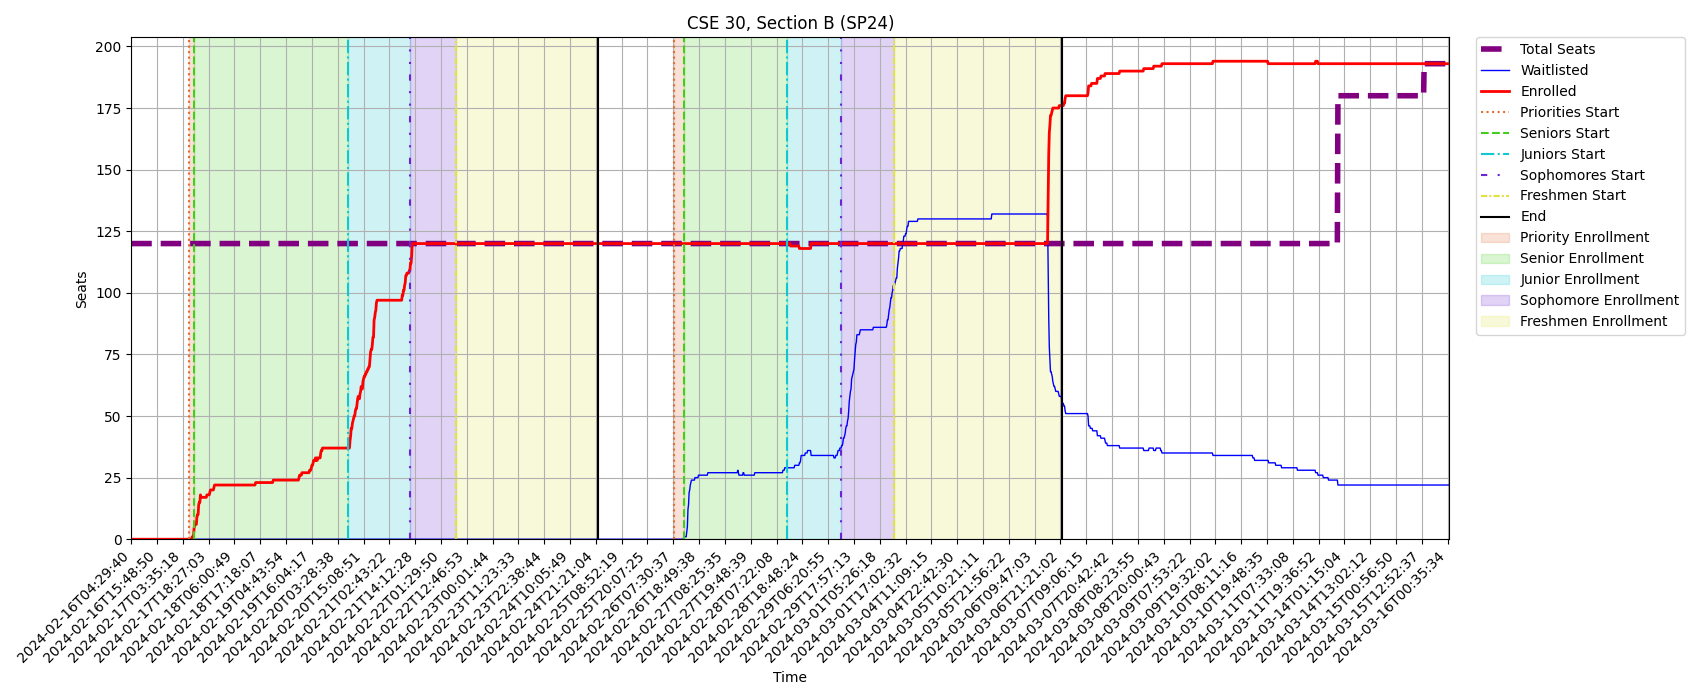 CSE 30, Section B (SP24)
Seats
200
175
150
125
100
75
50
25
0
2024-02-16T04:29:40
2024-02-16T15:48:50
2024-02-17T03:35:18
2024-02-17T18:27:03
2024-02-18T06:00:49
2024-02-18T17:18:07
2024-02-19T04:43:54
2024-02-19T16:04:17
2024-02-20T03:28:38
2024-02-20T15:08:51
2024-02-21T02:43:22
2024-02-21T14:12:28
2024-02-22T01:29:50
2024-02-22T12:46:53
2024-02-23T00:01:44
2024-02-23T11:23:33
2024-02-23T22:38:44
2024-02-24T10:05:49
2024-02-24T21:21:04
2024-02-25T08:52:19
2024-02-25T20:07:25
2024-02-26T07:30:37
2024-02-26T18:49:38
2024-02-27T08:25:35
2024-02-27T19:48:39
2024-02-28T07:22:08
2024-02-28T18:48:24
2024-02-29T06:20:55
2024-02-29T17:57:13
2024-03-01T05:26:18
2024-03-01T17:02:32
2024-03-04T11:09:15
2024-03-04T22:42:30
2024-03-05T10:21:11
2024-03-05T21:56:22
2024-03-06T09:47:03
2024-03-06T21:21:02
2024-03-07T09:06:15
2024-03-07T20:42:42
2024-03-08T08:23:55
2024-03-08T20:00:43
2024-03-09T07:53:22
2024-03-09T19:32:02
2024-03-10T08:11:16
2024-03-10T19:48:35
2024-03-11T07:33:08
2024-03-11T19:36:52
2024-03-14T01:15:04
2024-03-14T13:02:12
2024-03-15T00:56:50
2024-03-15T12:52:37
2024-03-16T00:35:34
Time
Total Seats
Waitlisted
Enrolled
Priorities Start
Seniors Start
Juniors Start
Sophomores Start
Freshmen Start
End
Priority Enrollment
Senior Enrollment
Junior Enrollment
Sophomore Enrollment
Freshmen Enrollment